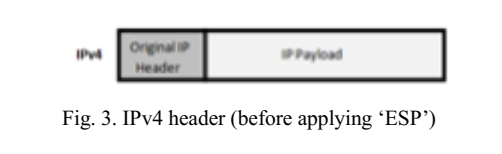 IPv4
Original IP
Header
IP Payload
Fig. 3. IPv4 header (before applying ‘ESP’)